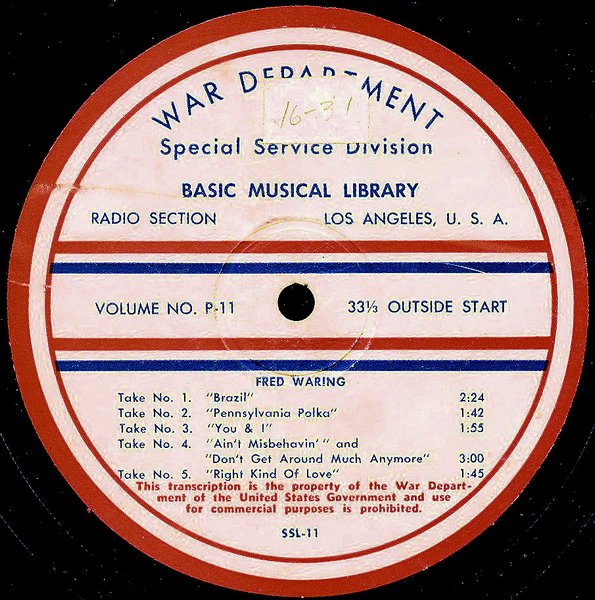 WAR DEPARTMENT
16-31
Special Service Division
BASIC MUSICAL LIBRARY
RADIO SECTION LOS ANGELES, U. S. A.
VOLUME NO. P-11 33⅓ OUTSIDE START
FRED WARING
Take No. 1. "Brazil" 2:24
Take No. 2. "Pennsylvania Polka" 1:42
Take No. 3. "You & I" 1:55
Take No. 4. "Ain't Misbehavin'" and
"Don't Get Around Much Anymore" 3:00
Take No. 5. "Right Kind Of Love" 1:45
This transcription is the property of the War Depart-
ment of the United States Government and use
for commercial purposes is prohibited.
SSL-11